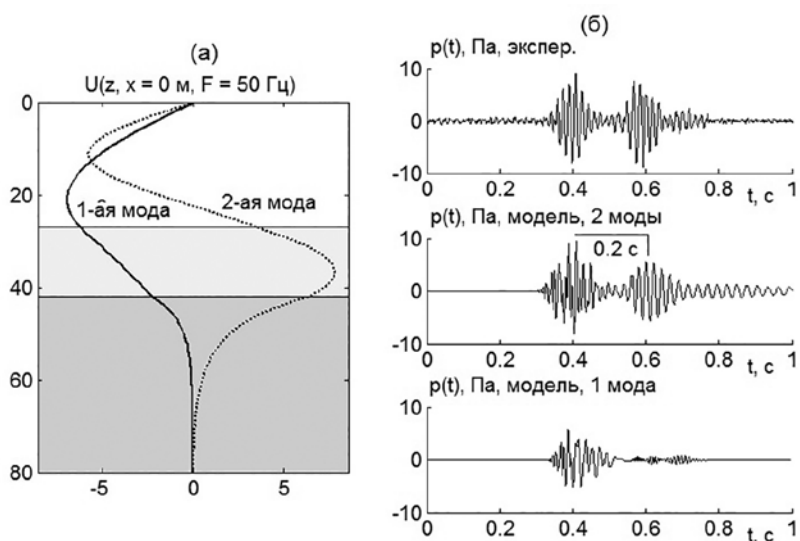 (а)
U(z, x = 0 м, F = 50 Гц)
0
20
40
60
80
1-ая мода
2-ая мода
-5
0
5
(б)
p(t), Па, экспер.
10
0
-10
0
0.2
0.4
0.6
0.8
1
t, с
p(t), Па, модель, 2 моды
0.2 с
10
0
-10
0
0.2
0.4
0.6
0.8
1
t, с
p(t), Па, модель, 1 мода
10
0
-10
0
0.2
0.4
0.6
0.8
1
t, с